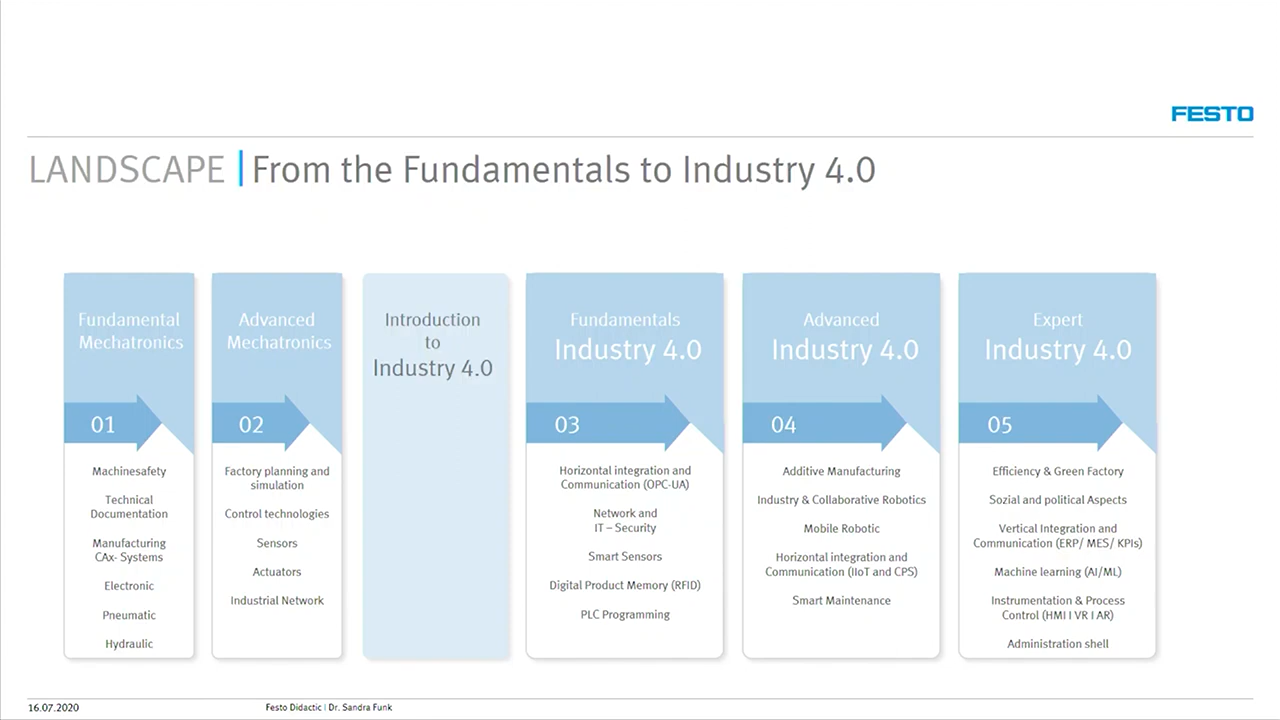 FESTO
LANDSCAPE | From the Fundamentals to Industry 4.0
Fundamental
Mechatronics
01
Machinesafety
Technical
Documentation
Manufacturing
CAx- Systems
Electronic
Pneumatic
Hydraulic
Advanced
Mechatronics
02
Factory planning and
simulation
Control technologies
Sensors
Actuators
Industrial Network
Introduction
to
Industry 4.0
Fundamentals
Industry 4.0
03
Horizontal integration and
Communication (OPC-UA)
Network and
IT – Security
Smart Sensors
Digital Product Memory (RFID)
PLC Programming
Advanced
Industry 4.0
04
Additive Manufacturing
Industry & Collaborative Robotics
Mobile Robotic
Horizontal integration and
Communication (IIoT and CPS)
Smart Maintenance
Expert
Industry 4.0
05
Efficiency & Green Factory
Sozial and political Aspects
Vertical Integration and
Communication (ERP/ MES/ KPIs)
Machine learning (AI/ML)
Instrumentation & Process
Control (HMI I VR I AR)
Administration shell
16.07.2020
Festo Didactic | Dr. Sandra Funk